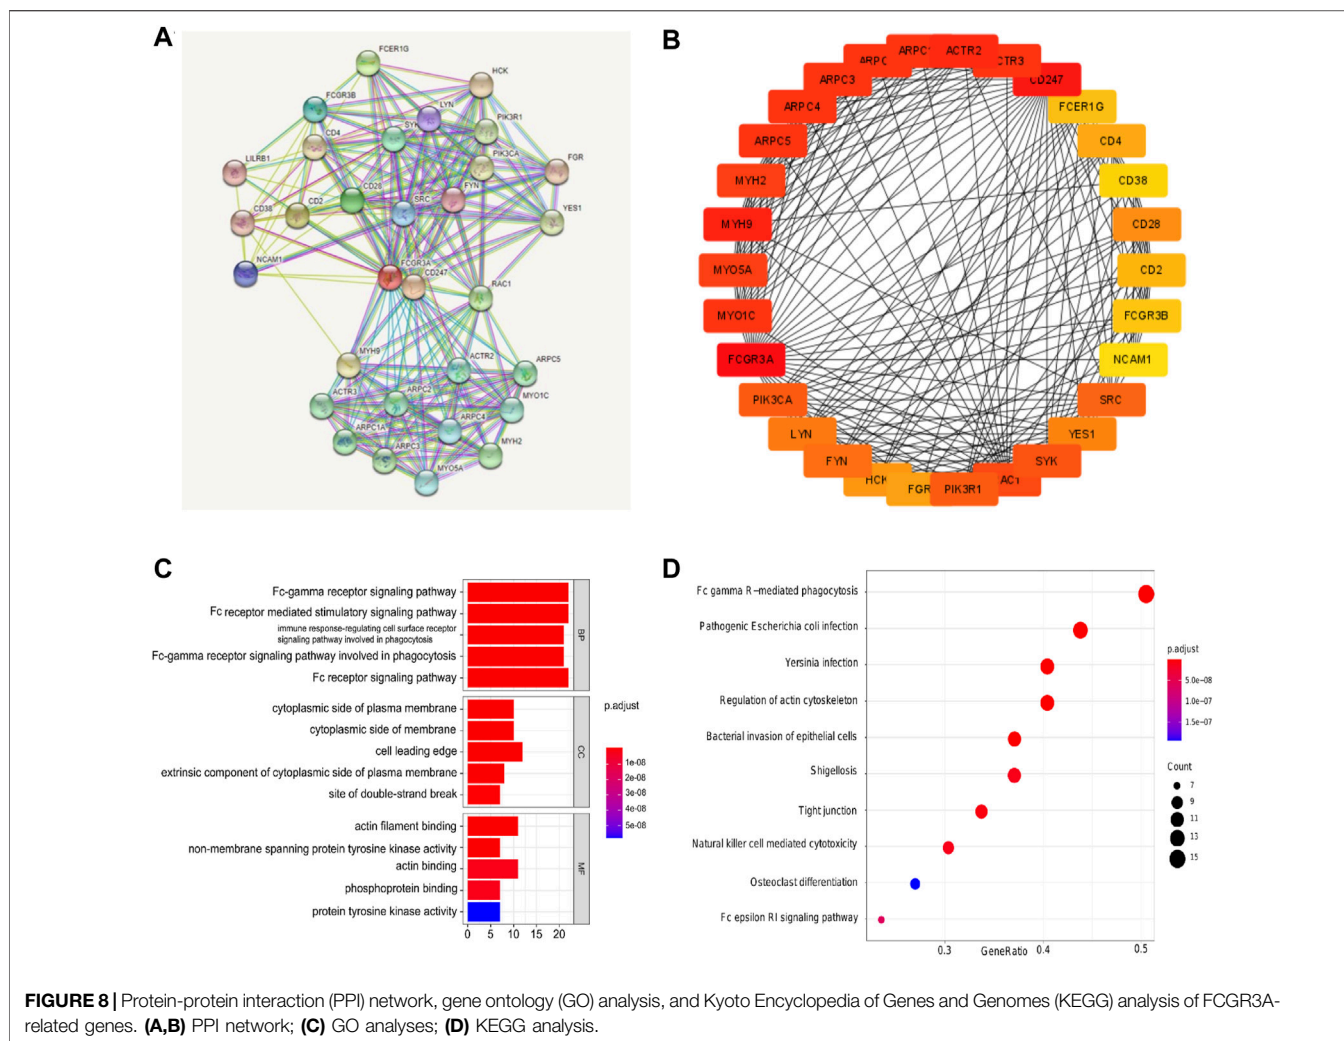 A
FCER1G
HCK
FCGR3B
LYN
SYK
PIK3R1
CD4
PIK3CA
FGR
LILRB1
CD28
FYN
CD2
SRC
CD38
YES1
NCAM1
FCGR3A
CD247
RAC1
MYH9
ACTR2
ARPC5
ACTR3
ARPC2
MYO1C
ARPC4
ARPC1A
ARPC3
MYH2
MYO5A
B
ARPC
ACTR2
CTR3
ARPC
ARPC3
CD247
ARPC4
FCER1G
ARPC5
CD4
MYH2
CD38
MYH9
CD28
MYO5A
CD2
MYO1C
FCGR3B
FCGR3A
NCAM1
PIK3CA
SRC
LYN
YES1
FYN
SYK
HCK
FGR
PIK3R1
AC1
C
Fc-gamma receptor signaling pathway
Fc receptor mediated stimulatory signaling pathway
immune response-regulating cell surface receptor
signaling pathway involved in phagocytosis
Fc-gamma receptor signaling pathway involved in phagocytosis
Fc receptor signaling pathway
BP
cytoplasmic side of plasma membrane
cytoplasmic side of membrane
cell leading edge
extrinsic component of cytoplasmic side of plasma membrane
site of double-strand break
CC
actin filament binding
non-membrane spanning protein tyrosine kinase activity
actin binding
phosphoprotein binding
protein tyrosine kinase activity
MF
0 5 10 15 20
p.adjust
1e-08
2e-08
3e-08
4e-08
5e-08
D
Fc gamma R-mediated phagocytosis
Pathogenic Escherichia coli infection
Yersinia infection
Regulation of actin cytoskeleton
Bacterial invasion of epithelial cells
Shigellosis
Tight junction
Natural killer cell mediated cytotoxicity
Osteoclast differentiation
Fc epsilon RI signaling pathway
0.3 0.4 0.5
GeneRatio
p.adjust
5.0e-08
1.0e-07
1.5e-07
Count
7
9
11
13
15
FIGURE 8 | Protein-protein interaction (PPI) network, gene ontology (GO) analysis, and Kyoto Encyclopedia of Genes and Genomes (KEGG) analysis of FCGR3A-
related genes. (A,B) PPI network; (C) GO analyses; (D) KEGG analysis.